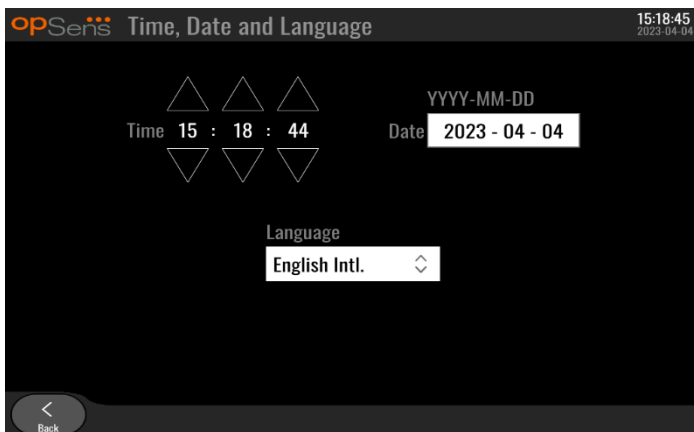 opSens Time, Date and Language
15:18:45
2023-04-04
YYYY-MM-DD
Time 15 : 18 : 44
Date 2023 - 04 - 04
Language
English Intl.
Back